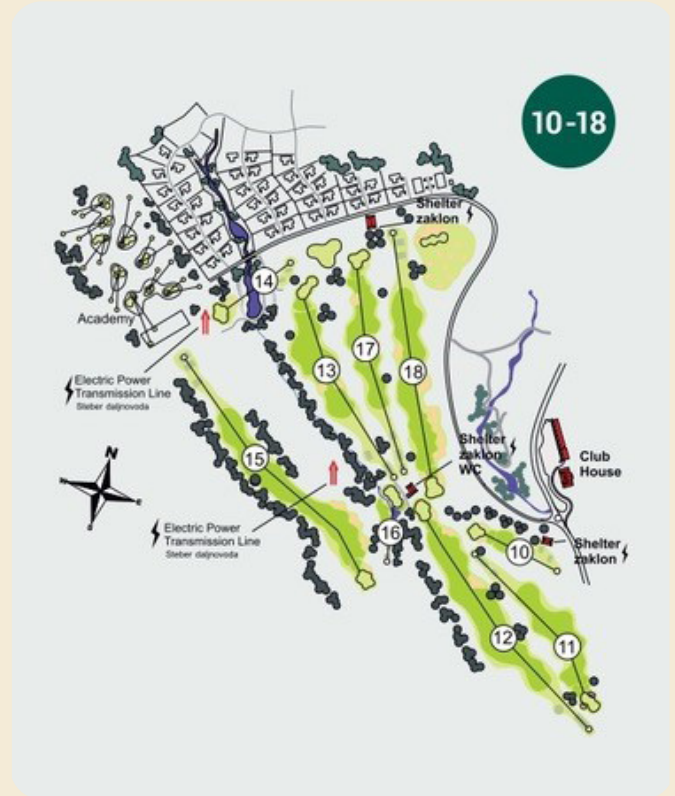 10-18
Shelter
zaklon
14
Academy
13
17
18
Electric Power
Transmission Line
Steber daljnovoda
15
Shelter
zaklon
WC
Club
House
N
Electric Power
Transmission Line
Steber daljnovoda
16
10
Shelter
zaklon
12
11